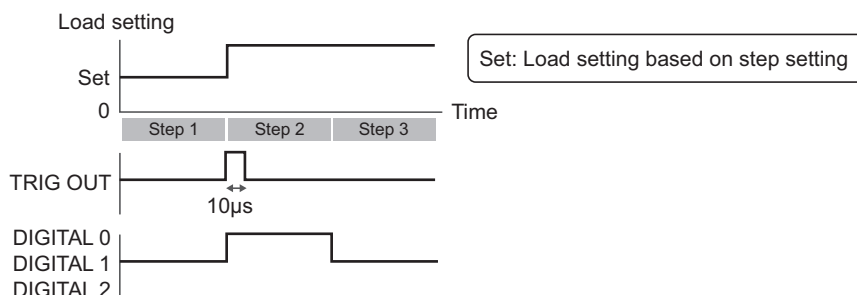 Load setting
Set: Load setting based on step setting
Set
0
Time
Step 1 Step 2 Step 3
TRIG OUT
10µs
DIGITAL 0
DIGITAL 1
DIGITAL 2